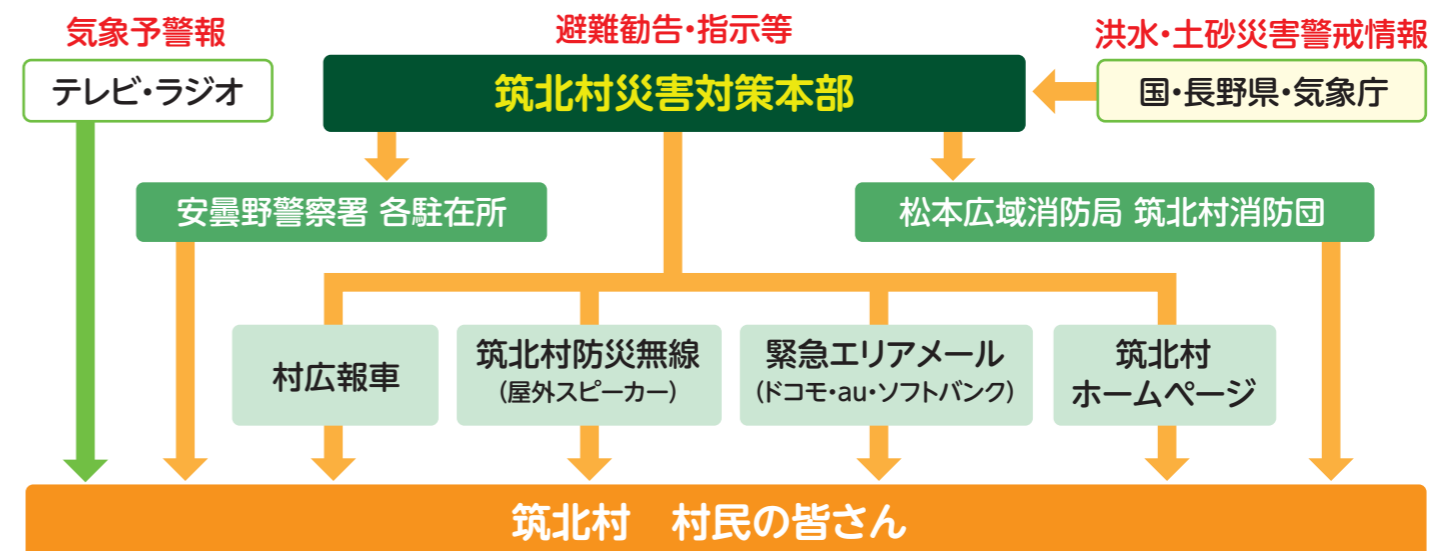 気象予警報
避難勧告・指示等
洪水・土砂災害警戒情報
テレビ・ラジオ
筑北村災害対策本部
国・長野県・気象庁
安曇野警察署 各駐在所
松本広域消防局 筑北村消防団
村広報車
筑北村防災無線
(屋外スピーカー)
緊急エリアメール
(ドコモ・au・ソフトバンク)
筑北村
ホームページ
筑北村　村民の皆さん